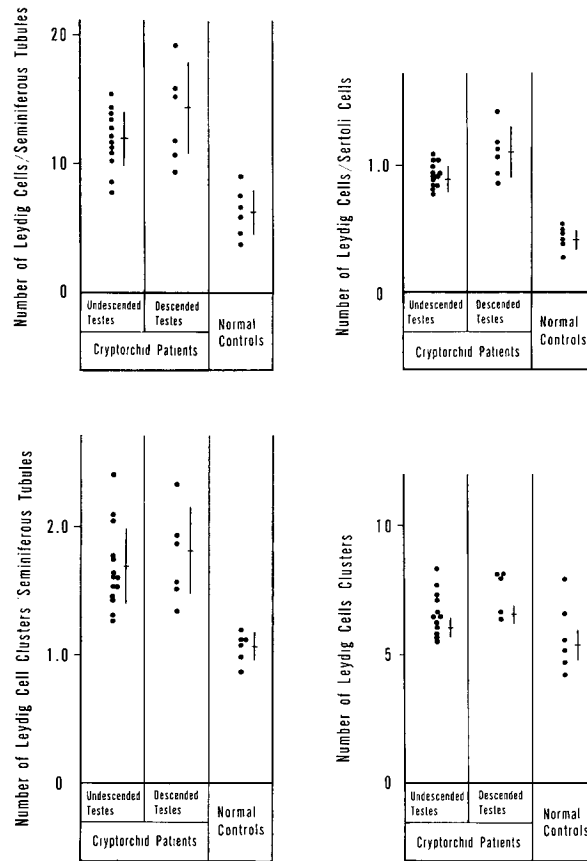 Number of Leydig Cells/Seminiferous Tubules
20
10
0
Undescended Testes
Descended Testes
Normal Controls
Cryptorchid Patients
Number of Leydig Cells/Sertoli Cells
1.0
0
Undescended Testes
Descended Testes
Normal Controls
Cryptorchid Patients
Number of Leydig Cell Clusters Seminiferous Tubules
2.0
1.0
0
Undescended Testes
Descended Testes
Normal Controls
Cryptorchid Patients
Number of Leydig Cells Clusters
10
5
0
Undescended Testes
Descended Testes
Normal Controls
Cryptorchid Patients